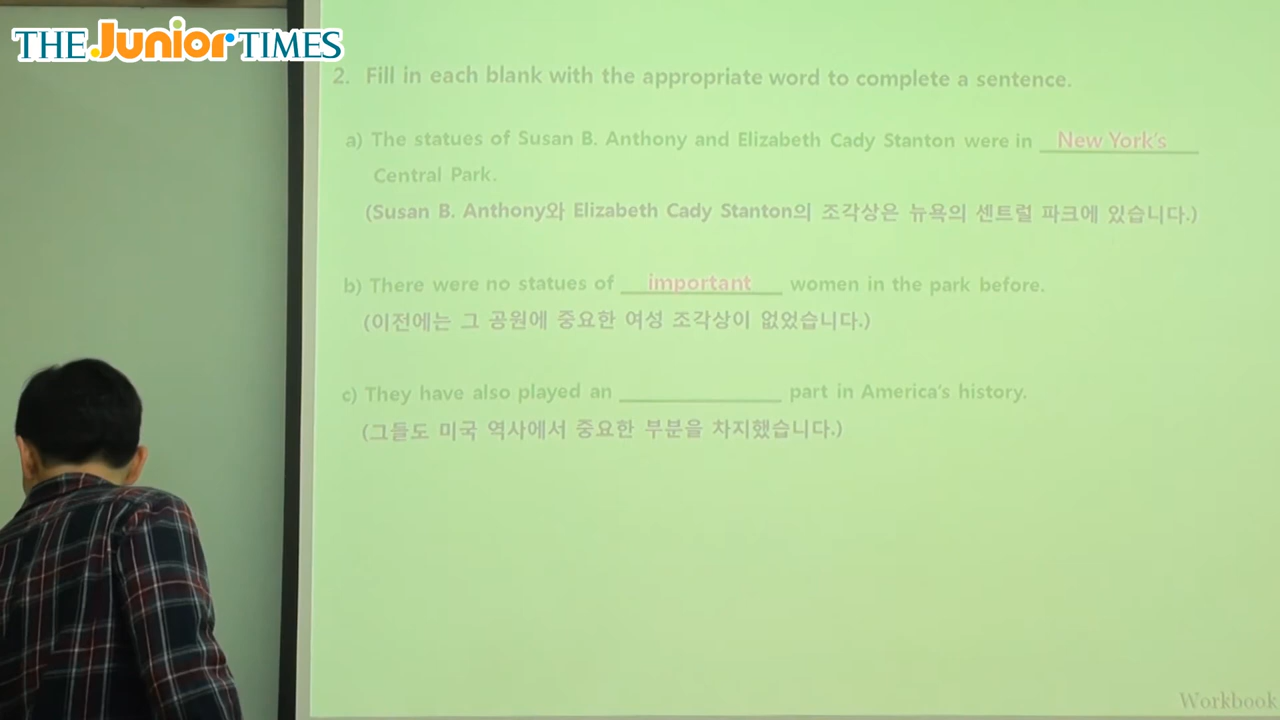 THE Junior TIMES
2. Fill in each blank with the appropriate word to complete a sentence.
a) The statues of Susan B. Anthony and Elizabeth Cady Stanton were in New York's
Central Park.
(Susan B. Anthony와 Elizabeth Cady Stanton의 조각상은 뉴욕의 센트럴 파크에 있습니다.)
b) There were no statues of important women in the park before.
(이전에는 그 공원에 중요한 여성 조각상이 없었습니다.)
c) They have also played an ____________ part in America's history.
(그들도 미국 역사에서 중요한 부분을 차지했습니다.)
Workbook